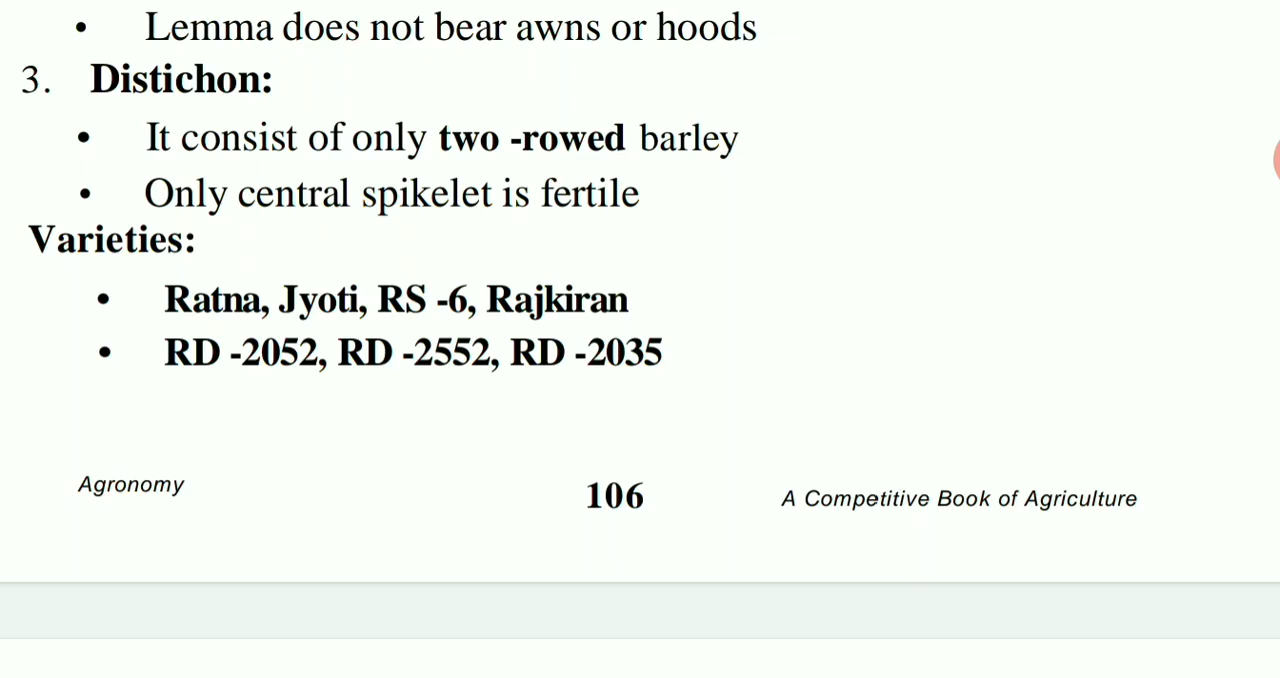 • Lemma does not bear awns or hoods
3. Distichon:
• It consist of only two -rowed barley
• Only central spikelet is fertile
Varieties:
• Ratna, Jyoti, RS -6, Rajkiran
• RD -2052, RD -2552, RD -2035
Agronomy 106 A Competitive Book of Agriculture